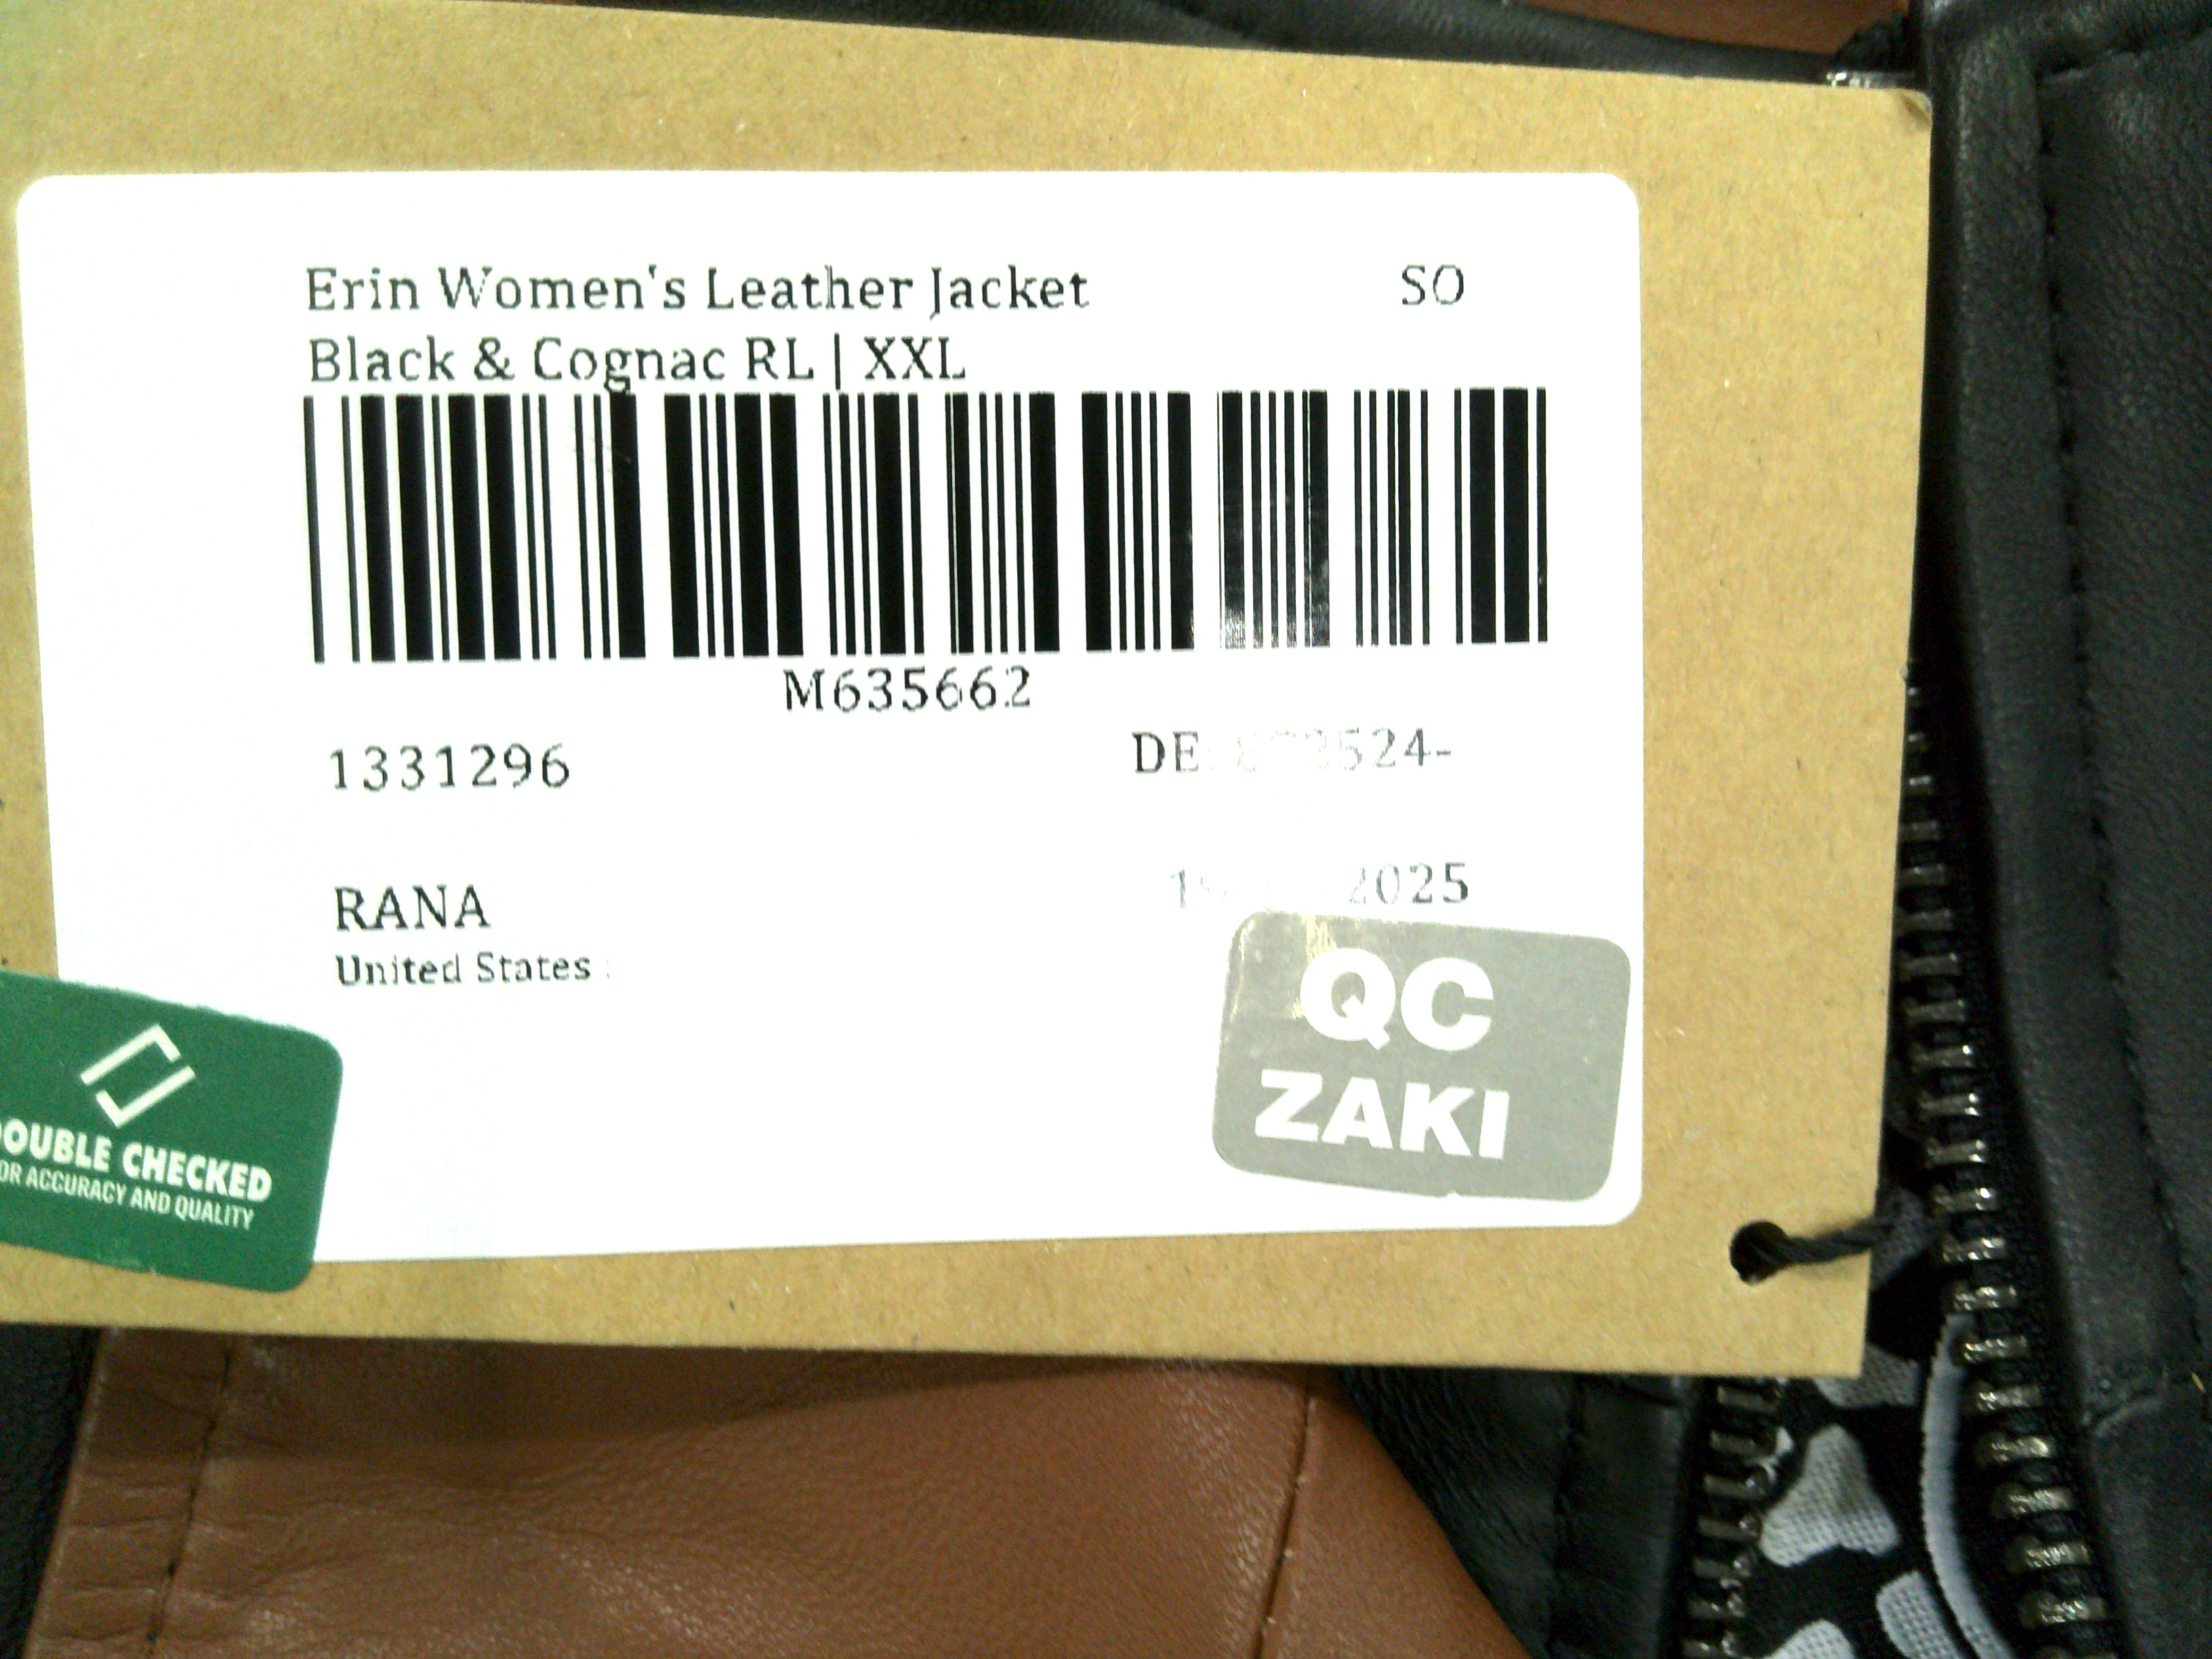 Erin Women's Leather Jacket SO
Black & Cognac RL | XXL
M635662
1331296
RANA
2025
United States :
QC
ZAKI
DOUBLE CHECKED
FOR ACCURACY AND QUALITY